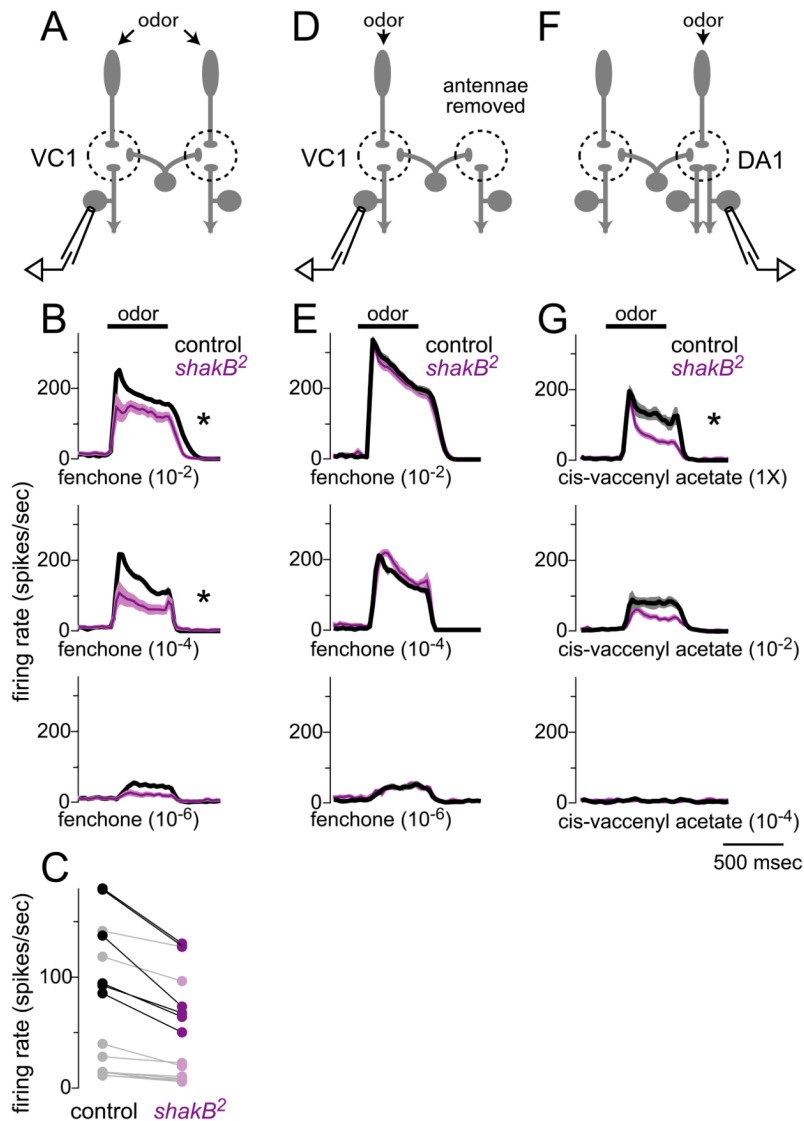 A D F
odor odor odor
antennae
removed
VC1 VC1 DA1
B E G
odor odor odor
control control control
shakB² shakB² shakB²
200 200 200
* *
0 0 0
fenchone (10⁻²) fenchone (10⁻²) cis-vaccenyl acetate (1X)
firing rate (spikes/sec)
200 200 200
*
0 0 0
fenchone (10⁻⁴) fenchone (10⁻⁴) cis-vaccenyl acetate (10⁻²)
200 200 200
0 0 0
fenchone (10⁻⁶) fenchone (10⁻⁶) cis-vaccenyl acetate (10⁻⁴)
500 msec
C
firing rate (spikes/sec)
100
0
control shakB²